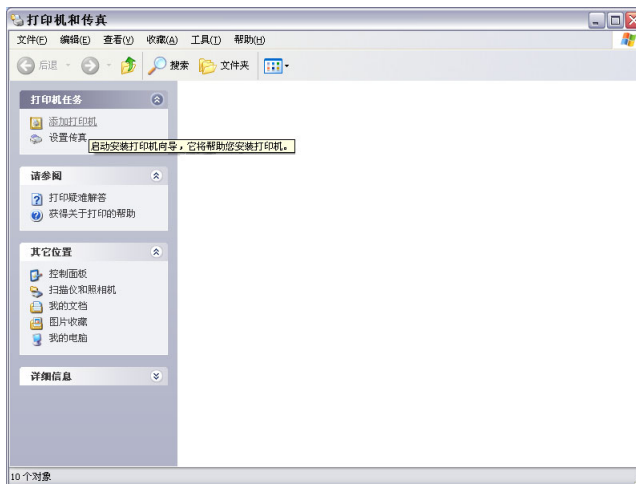 打印机和传真
文件(F) 编辑(E) 查看(V) 收藏(A) 工具(T) 帮助(H)
后退 搜索 文件夹
打印机任务
添加打印机
设置传真
启动安装打印机向导，它将帮助您安装打印机。
请参阅
打印疑难解答
获得关于打印的帮助
其它位置
控制面板
扫描仪和照相机
我的文档
图片收藏
我的电脑
详细信息
10 个对象